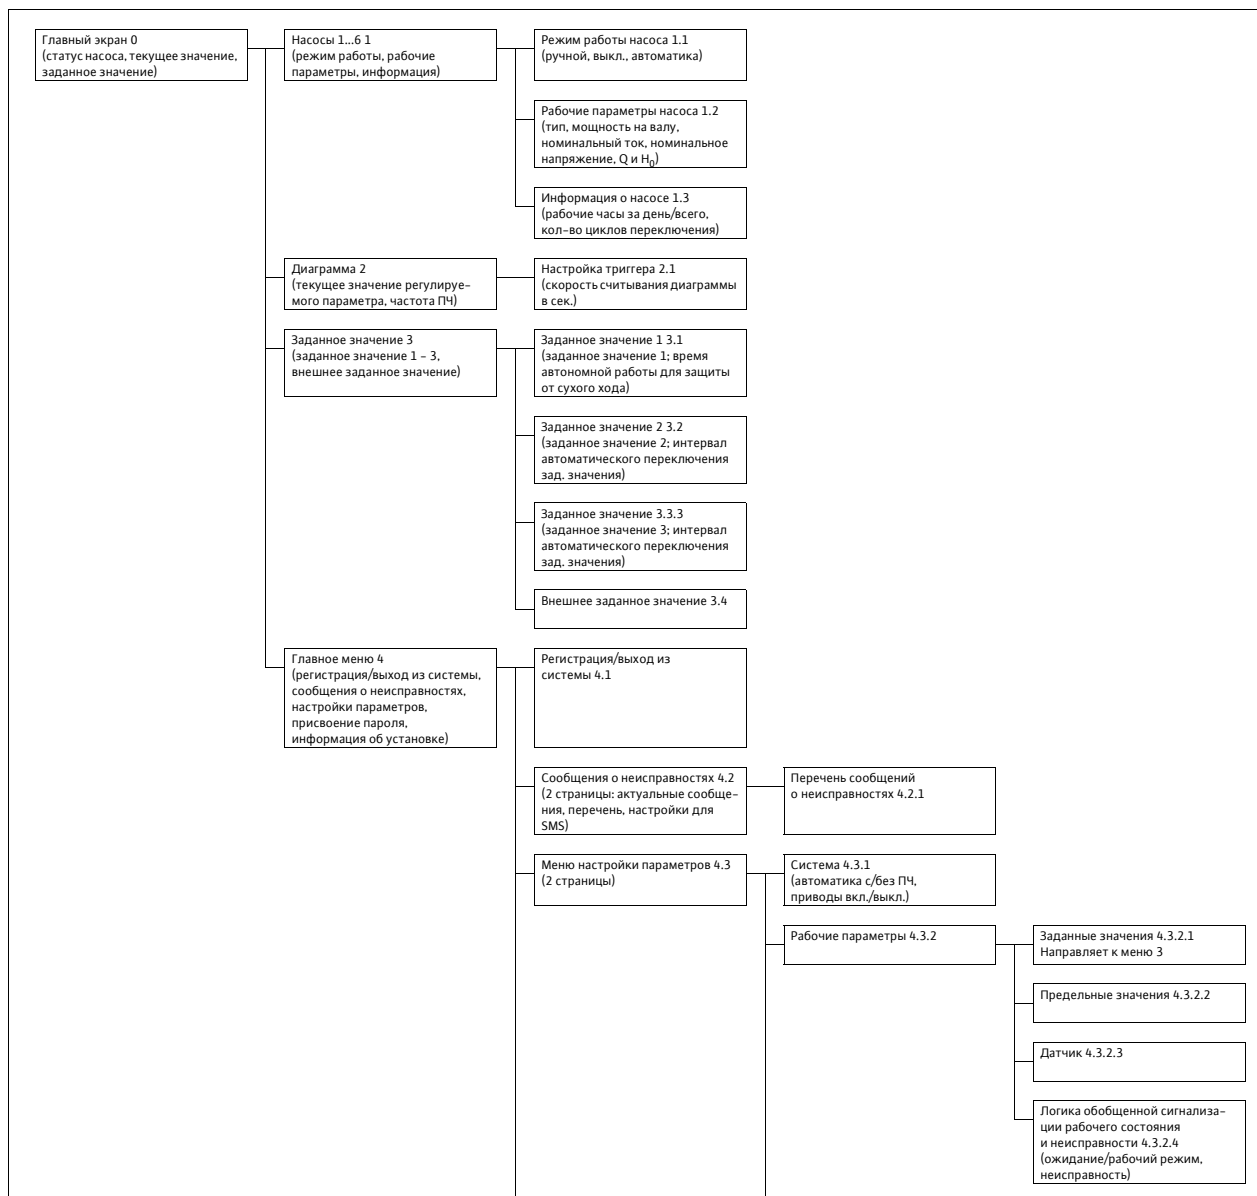 Главный экран 0
(статус насоса, текущее значение,
заданное значение)
Насосы 1...6 1
(режим работы, рабочие
параметры, информация)
Режим работы насоса 1.1
(ручной, выкл., автоматика)
Рабочие параметры насоса 1.2
(тип, мощность на валу,
номинальный ток, номинальное
напряжение, Q и H0)
Информация о насосе 1.3
(рабочие часы за день/всего,
кол-во циклов переключения)
Диаграмма 2
(текущее значение регулируе-
мого параметра, частота ПЧ)
Настройка триггера 2.1
(скорость считывания диаграммы
в сек.)
Заданное значение 3
(заданное значение 1 – 3,
внешнее заданное значение)
Заданное значение 1 3.1
(заданное значение 1; время
автономной работы для защиты
от сухого хода)
Заданное значение 2 3.2
(заданное значение 2; интервал
автоматического переключения
зад. значения)
Заданное значение 3.3.3
(заданное значение 3; интервал
автоматического переключения
зад. значения)
Внешнее заданное значение 3.4
Главное меню 4
(регистрация/выход из системы,
сообщения о неисправностях,
настройки параметров,
присвоение пароля,
информация об установке)
Регистрация/выход из
системы 4.1
Сообщения о неисправностях 4.2
(2 страницы: актуальные сообще-
ния, перечень, настройки для
SMS)
Перечень сообщений
о неисправностях 4.2.1
Меню настройки параметров 4.3
(2 страницы)
Система 4.3.1
(автоматика с/без ПЧ,
приводы вкл./выкл.)
Рабочие параметры 4.3.2
Заданные значения 4.3.2.1
Направляет к меню 3
Предельные значения 4.3.2.2
Датчик 4.3.2.3
Логика обобщенной сигнализа-
ции рабочего состояния
и неисправности 4.3.2.4
(ожидание/рабочий режим,
неисправность)